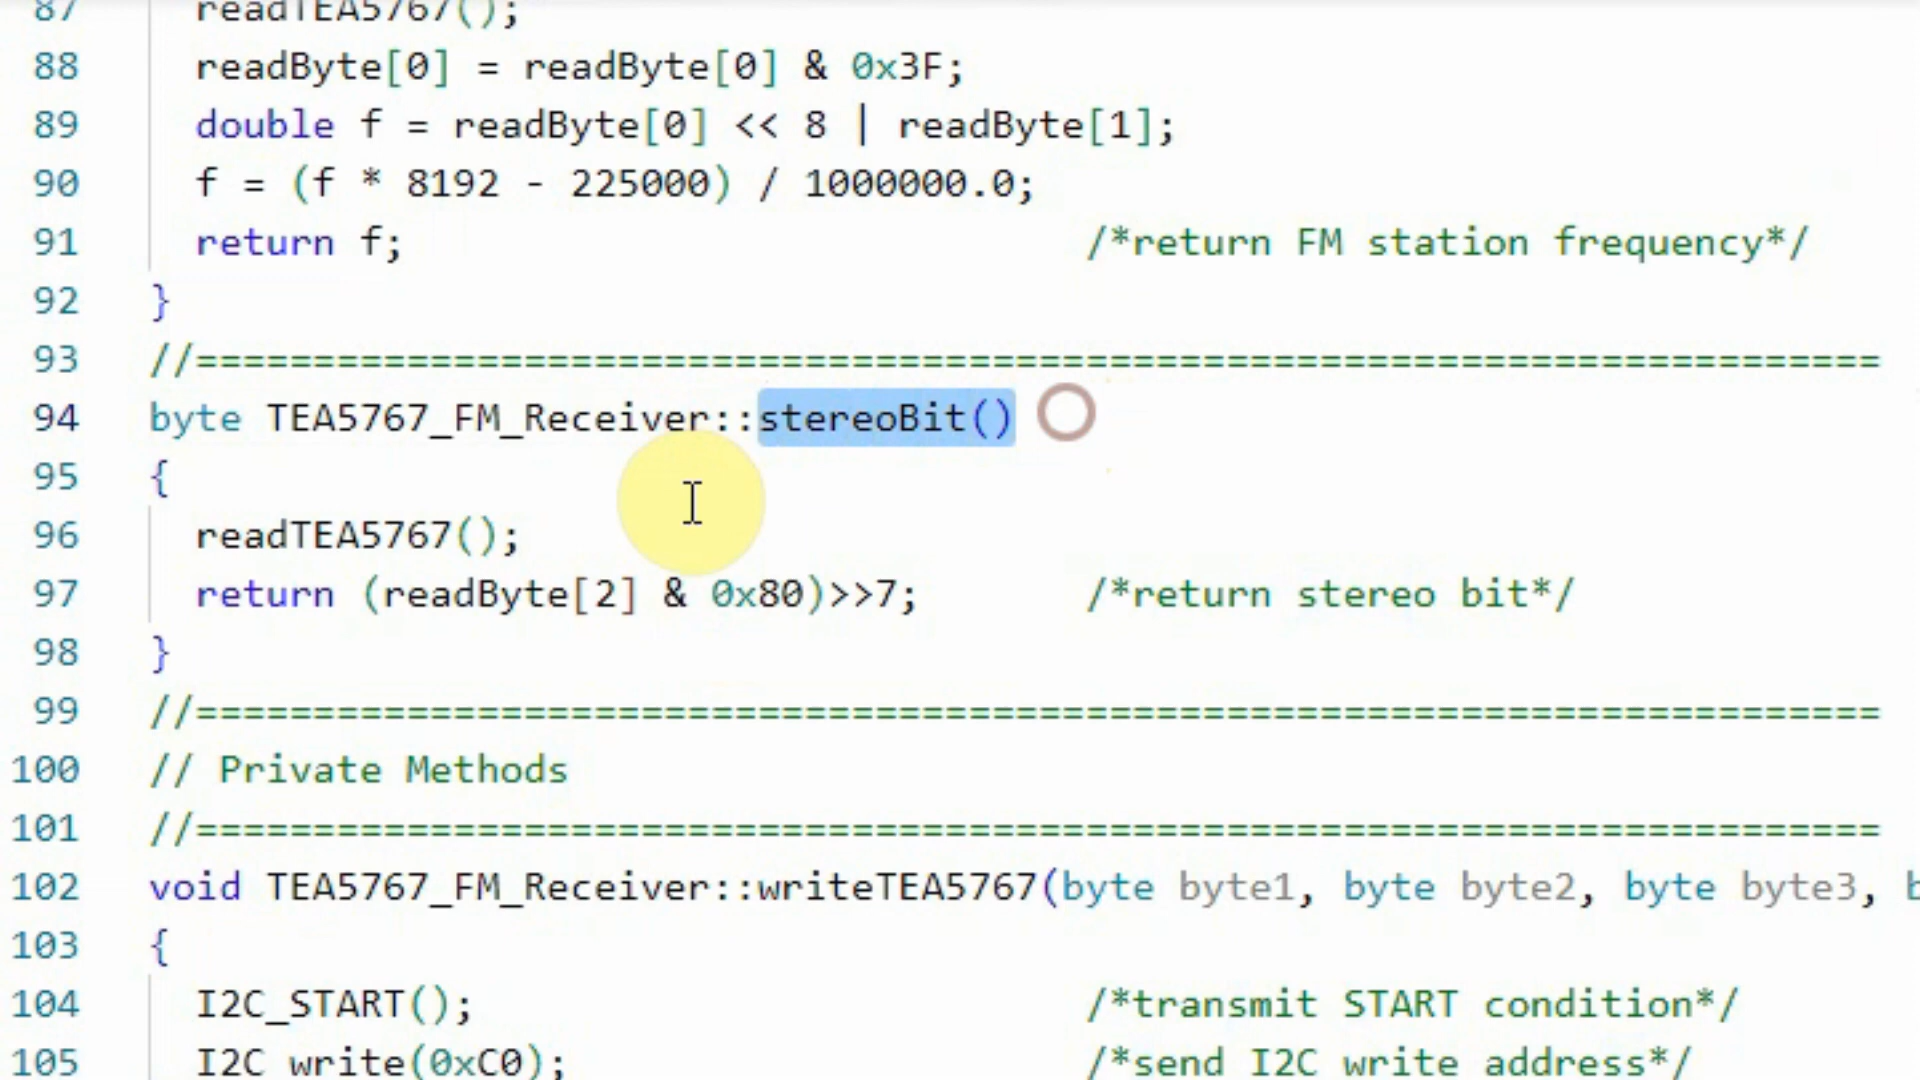 87 readTEA5767();
88 readByte[0] = readByte[0] & 0x3F;
89 double f = readByte[0] << 8 | readByte[1];
90 f = (f * 8192 - 225000) / 1000000.0;
91 return f; /*return FM station frequency*/
92 }
93 //========================================================================
94 byte TEA5767_FM_Receiver::stereoBit()
95 {
96 readTEA5767();
97 return (readByte[2] & 0x80)>>7; /*return stereo bit*/
98 }
99 //========================================================================
100 // Private Methods
101 //========================================================================
102 void TEA5767_FM_Receiver::writeTEA5767(byte byte1, byte byte2, byte byte3, b
103 {
104 I2C_START(); /*transmit START condition*/
105 I2C_write(0xC0); /*send I2C write address*/